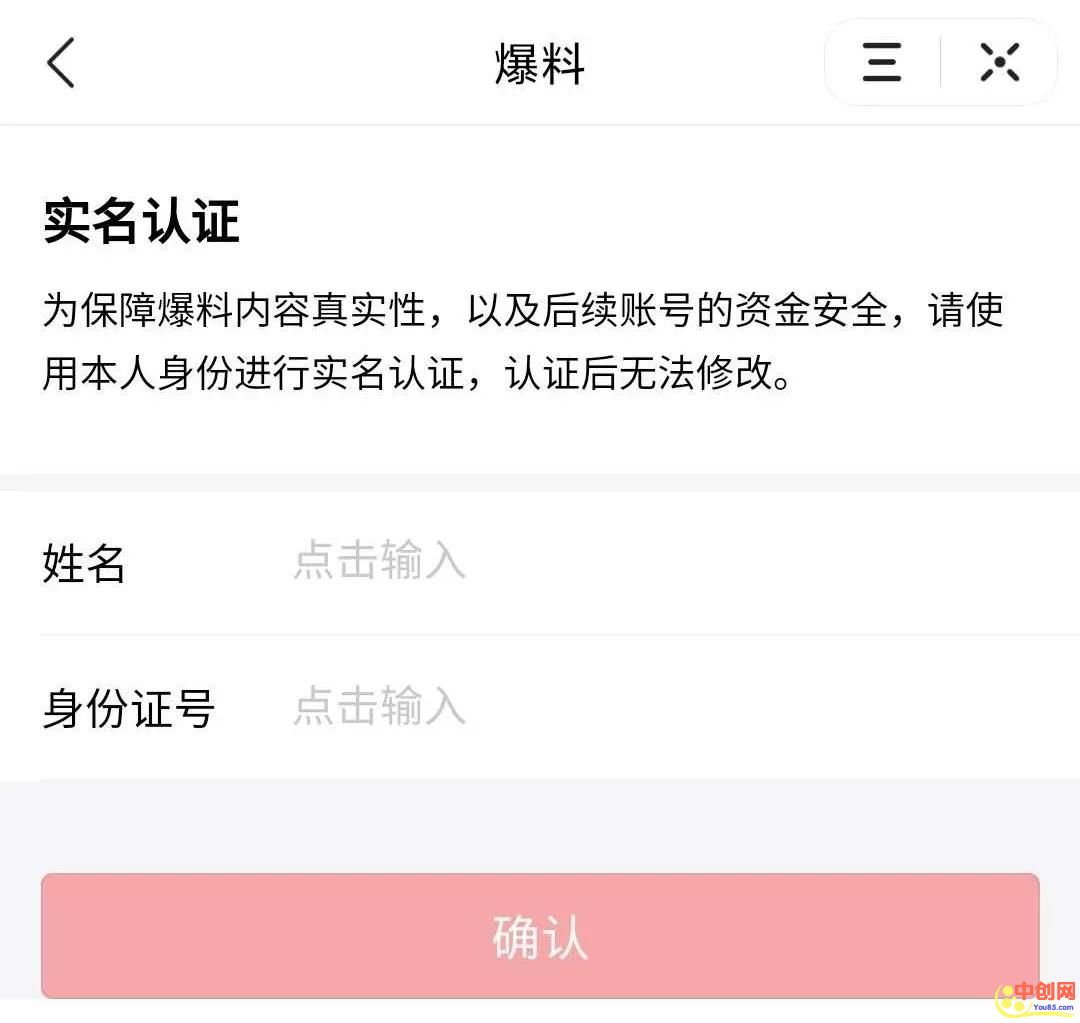 爆料
实名认证
为保障爆料内容真实性，以及后续账号的资金安全，请使
用本人身份进行实名认证，认证后无法修改。
姓名 点击输入
身份证号 点击输入
确认
中创网
You85.com